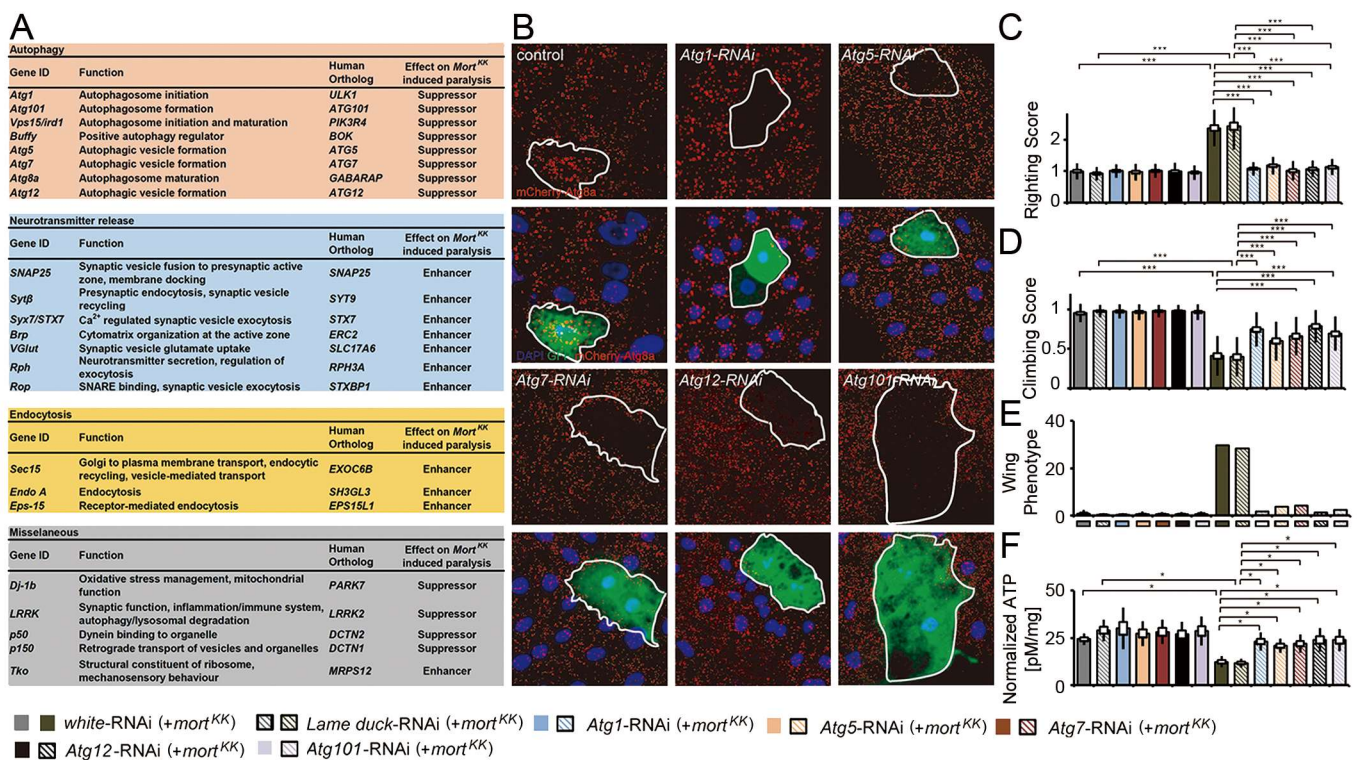 A
Autophagy
Gene ID Function Human Ortholog Effect on Mort^KK induced paralysis
Atg1 Autophagosome initiation ULK1 Suppressor
Atg101 Autophagosome formation ATG101 Suppressor
Vps15/ird1 Autophagosome initiation and maturation PIK3R4 Suppressor
Buffy Positive autophagy regulator BOK Suppressor
Atg5 Autophagic vesicle formation ATG5 Suppressor
Atg7 Autophagic vesicle formation ATG7 Suppressor
Atg8a Autophagosome maturation GABARAP Suppressor
Atg12 Autophagic vesicle formation ATG12 Suppressor
Neurotransmitter release
Gene ID Function Human Ortholog Effect on Mort^KK induced paralysis
SNAP25 Synaptic vesicle fusion to presynaptic active zone, membrane docking SNAP25 Enhancer
Sytβ Presynaptic endocytosis, synaptic vesicle recycling SYT9 Enhancer
Syx7/STX7 Ca2+ regulated synaptic vesicle exocytosis STX7 Enhancer
Brp Cytomatrix organization at the active zone ERC2 Enhancer
VGlut Synaptic vesicle glutamate uptake SLC17A6 Enhancer
Rph Neurotransmitter secretion, regulation of exocytosis RPH3A Enhancer
Rop SNARE binding, synaptic vesicle exocytosis STXBP1 Enhancer
Endocytosis
Gene ID Function Human Ortholog Effect on Mort^KK induced paralysis
Sec15 Golgi to plasma membrane transport, endocytic recycling, vesicle-mediated transport EXOC6B Enhancer
Endo A Endocytosis SH3GL3 Enhancer
Eps-15 Receptor-mediated endocytosis EPS15L1 Enhancer
Misselaneous
Gene ID Function Human Ortholog Effect on Mort^KK induced paralysis
Dj-1b Oxidative stress management, mitochondrial function PARK7 Suppressor
LRRK Synaptic function, inflammation/immune system, autophagy/lysosomal degradation LRRK2 Suppressor
p50 Dynein binding to organelle DCTN2 Suppressor
p150 Retrograde transport of vesicles and organelles DCTN1 Suppressor
Tko Structural constituent of ribosome, mechanosensory behaviour MRPS12 Enhancer
B
control Atg1-RNAi Atg5-RNAi
mCherry-Atg8a
DAPI GFP mCherry-Atg8a
Atg7-RNAi Atg12-RNAi Atg101-RNAi
C
Righting Score
2
1
0
***
***
***
***
***
***
***
***
***
***
***
***
D
Climbing Score
1
0.5
0
***
***
***
***
***
***
***
***
***
***
E
Wing Phenotype
40
20
0
F
Normalized ATP [pM/mg]
50
25
0
*
*
*
*
*
*
*
*
*
*
*
*
white-RNAi (+mort^KK) Lame duck-RNAi (+mort^KK) Atg1-RNAi (+mort^KK) Atg5-RNAi (+mort^KK) Atg7-RNAi (+mort^KK)
Atg12-RNAi (+mort^KK) Atg101-RNAi (+mort^KK)